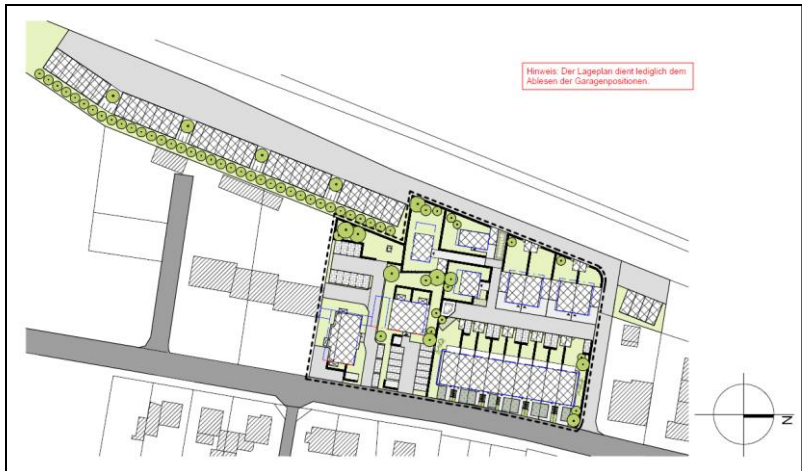 Hinweis: Der Lageplan dient lediglich dem
Ablesen der Garagenpositionen.
N